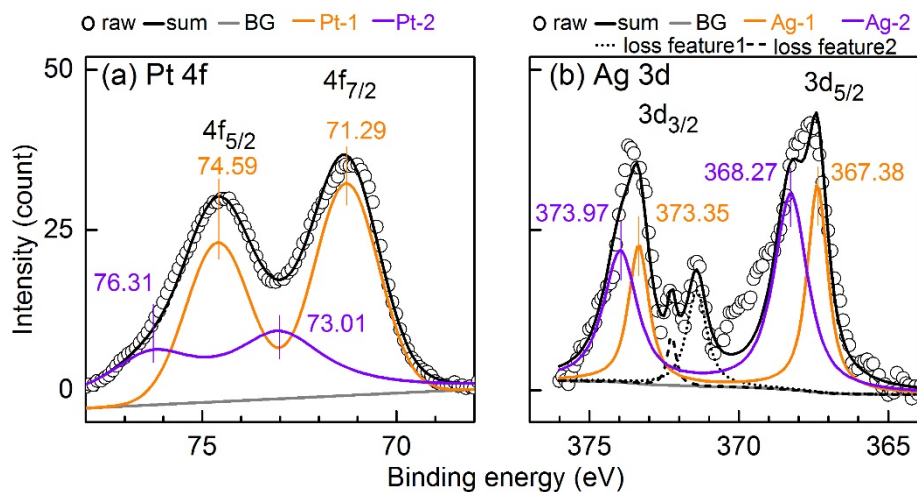 raw sum BG Pt-1 Pt-2
raw sum BG Ag-1 Ag-2
loss feature1 loss feature2
50
25
0
Intensity (count)
(a) Pt 4f
4f7/2
71.29
4f5/2
74.59
76.31
73.01
75
70
(b) Ag 3d
3d5/2
3d3/2
368.27
367.38
373.97
373.35
375
370
365
Binding energy (eV)